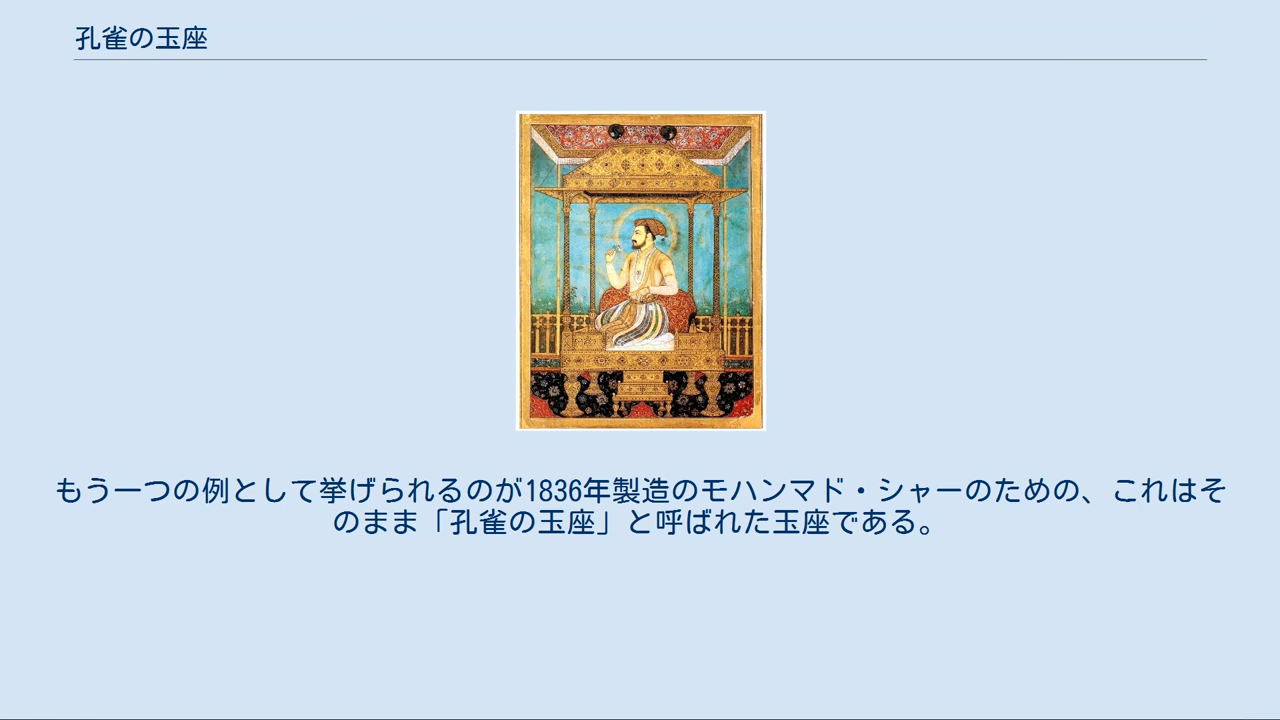 孔雀の玉座
もう一つの例として挙げられるのが1836年製造のモハンマド・シャーのための、これはそ
のまま「孔雀の玉座」と呼ばれた玉座である。